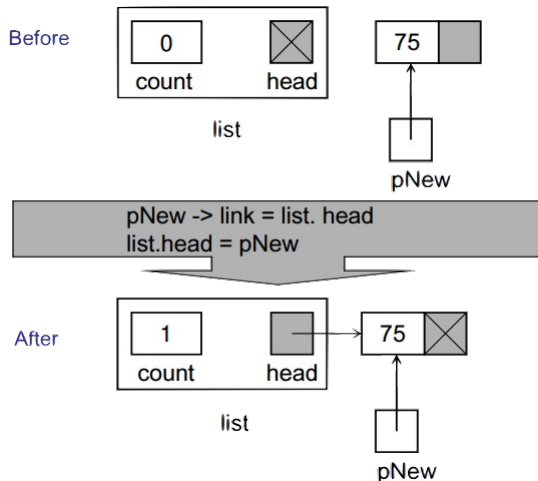 Before
0
75
count
head
list
pNew
pNew -> link = list. head
list.head = pNew
After
1
75
count
head
list
pNew